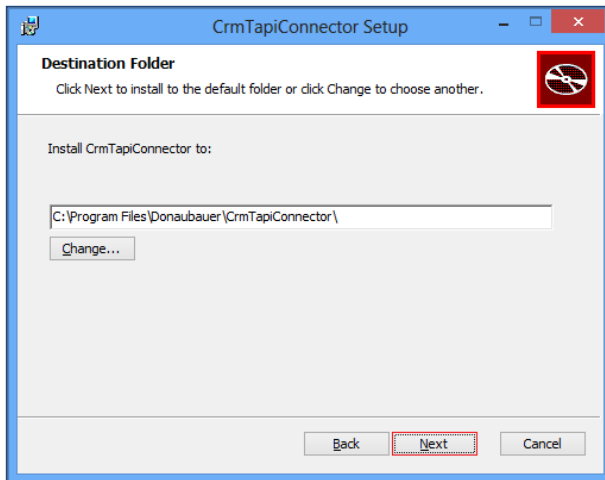 CrmTapiConnector Setup
Destination Folder
Click Next to install to the default folder or click Change to choose another.
Install CrmTapiConnector to:
C:\Program Files\Donaubauer\CrmTapiConnector\
Change...
Back Next Cancel